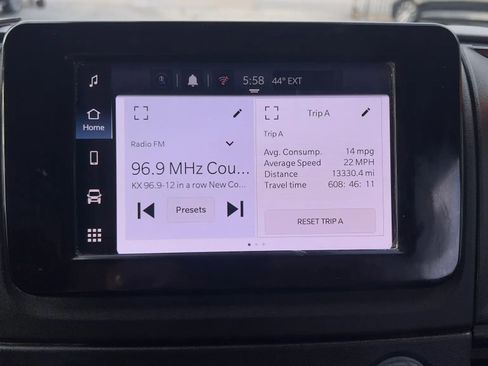 5:58 44° EXT
Home
Radio FM
96.9 MHz Cou...
KX 96.9-12 in a row New Co...
Presets
Trip A
Trip A
Avg. Consump. 14 mpg
Average Speed 22 MPH
Distance 13330.4 mi
Travel time 608: 46: 11
RESET TRIP A